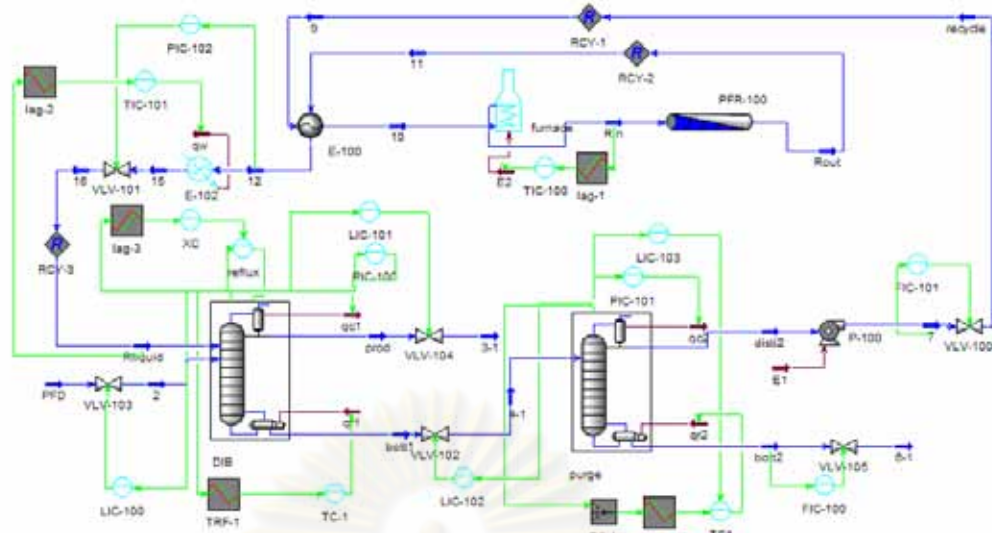 9
RCY-1
recycle
PIC-102
11
RCY-2
lag-2
TIC-101
furnace
PFR-100
qw
E-100
10
Rin
Rout
16
VLV-101
15
E-102
12
E2
TIC-100
lag-1
RCY-3
lag-3
XC
reflux
LIC-101
PIC-100
LIC-103
PIC-101
FIC-101
Rliquid
qc1
prod
VLV-104
3-1
qc2
distil2
P-100
7
VLV-100
PFD
VLV-103
2
E1
qr1
bott1
VLV-102
4-1
qr2
bott2
VLV-105
DIB
purge
LIC-100
TRF-1
TC-1
LIC-102
FIC-100